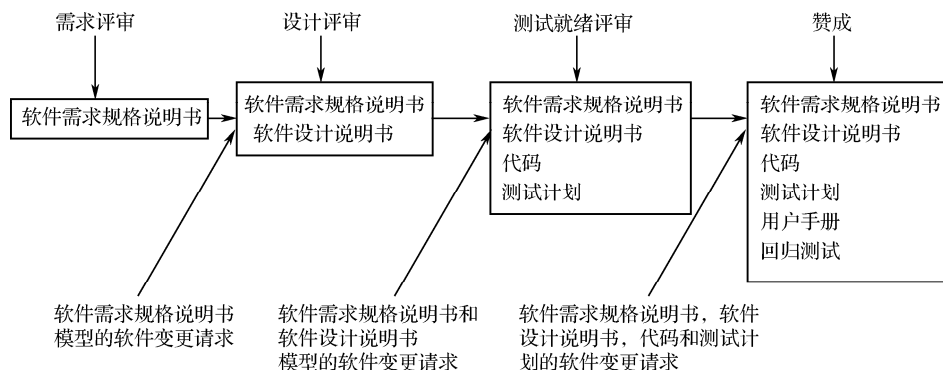 需求评审
设计评审
测试就绪评审
赞成
软件需求规格说明书
软件需求规格说明书
软件设计说明书
软件需求规格说明书
软件设计说明书
代码
测试计划
软件需求规格说明书
软件设计说明书
代码
测试计划
用户手册
回归测试
软件需求规格说明书
模型的软件变更请求
软件需求规格说明书和
软件设计说明书
模型的软件变更请求
软件需求规格说明书，软件
设计说明书，代码和测试计
划的软件变更请求